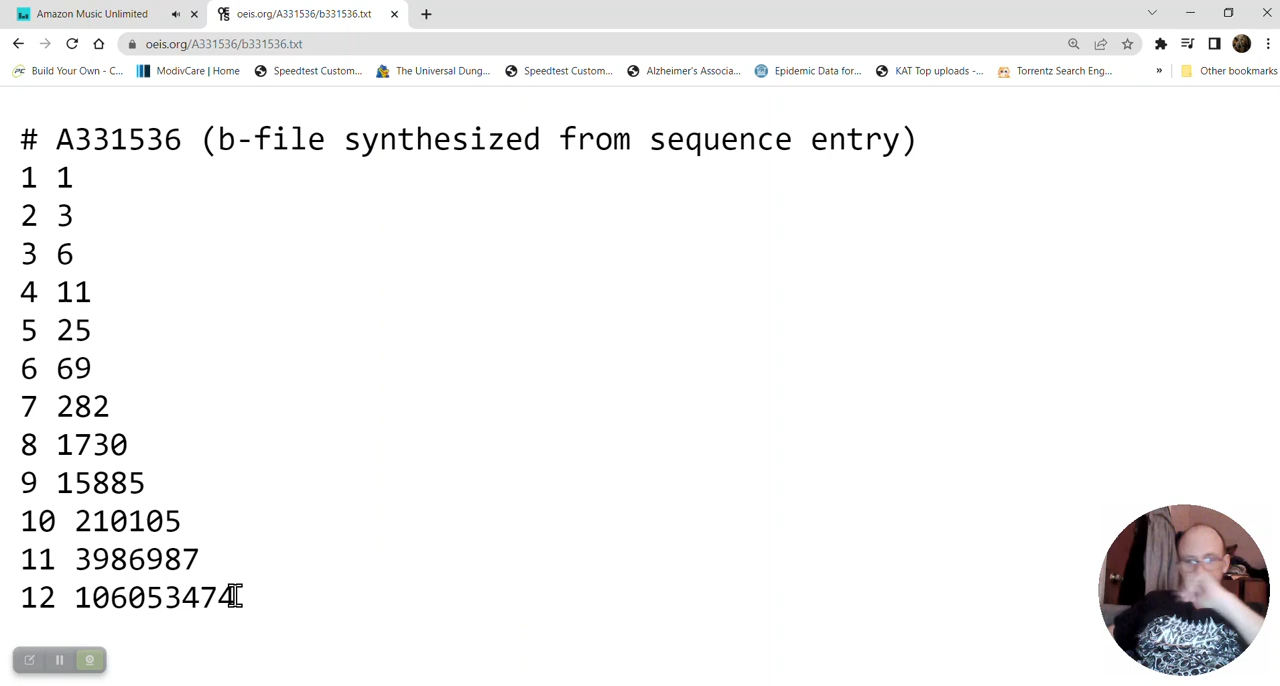 Amazon Music Unlimited
oeis.org/A331536/b331536.txt
oeis.org/A331536/b331536.txt
Build Your Own - C...
ModivCare | Home
Speedtest Custom...
The Universal Dung...
Speedtest Custom...
Alzheimer's Associa...
Epidemic Data for...
KAT Top uploads -...
Torrentz Search Eng...
»
Other bookmarks
# A331536 (b-file synthesized from sequence entry)
1 1
2 3
3 6
4 11
5 25
6 69
7 282
8 1730
9 15885
10 210105
11 3986987
12 106053474